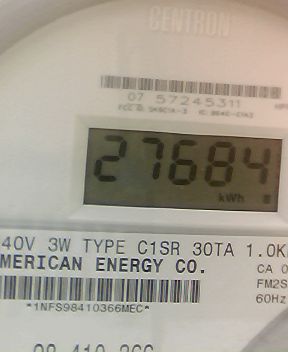 CENTRON
07 57245311
27684
kWh
40V 3W TYPE C1SR 30TA 1.0K
MERICAN ENERGY CO.
CA 0
FM2S
60Hz
*1NFS98410366MEC*